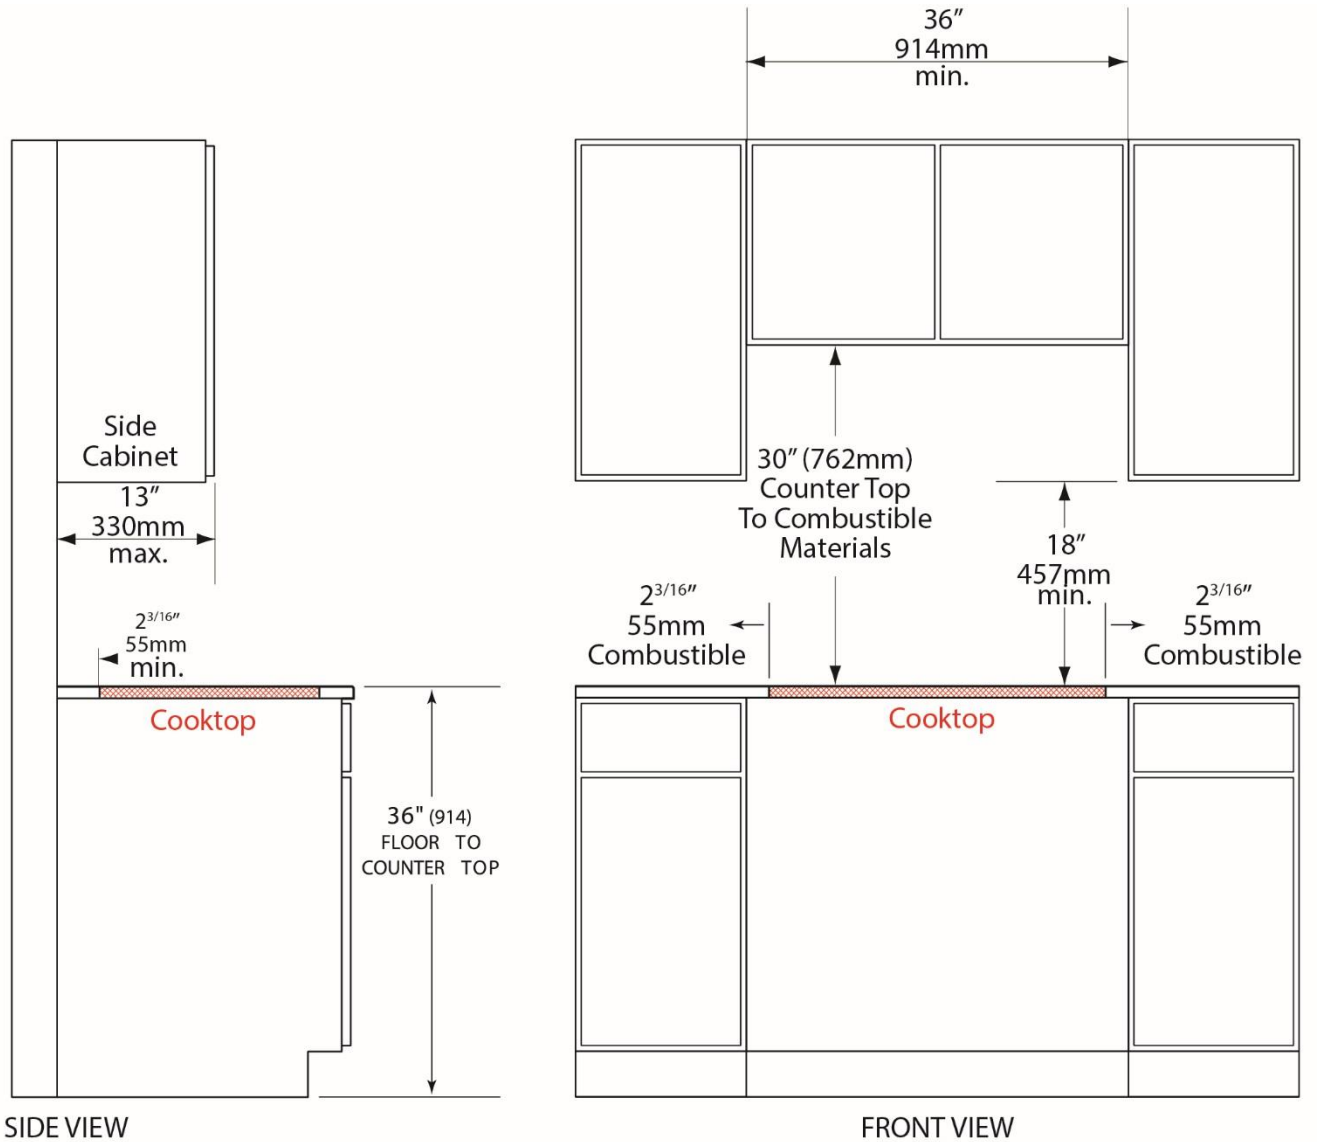 36"
914mm
min.
Side
Cabinet
13"
330mm
max.
2 3/16"
55mm
min.
Cooktop
36" (914)
FLOOR TO
COUNTER TOP
SIDE VIEW
30" (762mm)
Counter Top
To Combustible
Materials
18"
457mm
min.
2 3/16"
55mm
Combustible
2 3/16"
55mm
Combustible
Cooktop
FRONT VIEW